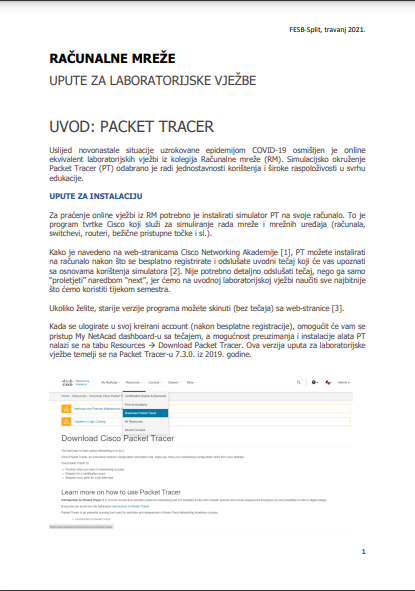 FESB-Split, travanj 2021.
RAČUNALNE MREŽE
UPUTE ZA LABORATORIJSKE VJEŽBE
UVOD: PACKET TRACER
Uslijed novonastale situacije uzrokovane epidemijom COVID-19 osmišljen je online
ekvivalent laboratorijskih vježbi iz kolegija Računalne mreže (RM). Simulacijsko okruženje
Packet Tracer (PT) odabrano je radi jednostavnosti korištenja i široke raspoloživosti u svrhu
edukacije.
UPUTE ZA INSTALACIJU
Za praćenje online vježbi iz RM potrebno je instalirati simulator PT na svoje računalo. To je
program tvrtke Cisco koji služi za simuliranje rada mreže i mrežnih uređaja (računala,
switchevi, routeri, bežične pristupne točke i sl.).
Kako je navedeno na web-stranicama Cisco Networking Akademije [1], PT možete instalirati
na računalo nakon što se besplatno registrirate i odslušate uvodni tečaj koji će vas upoznati
sa osnovama korištenja simulatora [2]. Nije potrebno detaljno odslušati tečaj, nego ga samo
"proletjeti" naredbom "next", jer ćemo na uvodnoj laboratorijskoj vježbi naučiti sve najbitnije
što ćemo koristiti tijekom semestra.
Ukoliko želite, starije verzije programa možete skinuti (bez tečaja) sa web-stranice [3].
Kada se ulogirate u svoj kreirani account (nakon besplatne registracije), omogućit će vam se
pristup My NetAcad dashboard-u sa tečajem, a mogućnost preuzimanja i instalacije alata PT
nalazi se na tabu Resources → Download Packet Tracer. Ova verzija uputa za laboratorijske
vježbe temelji se na Packet Tracer-u 7.3.0. iz 2019. godine.
CISCO
My NetAcad Resources Courses Careers More
Download Packet Tracer
All Resources
Download Cisco Packet Tracer
Learn more on how to use Packet Tracer
Introduction to Packet Tracer
1